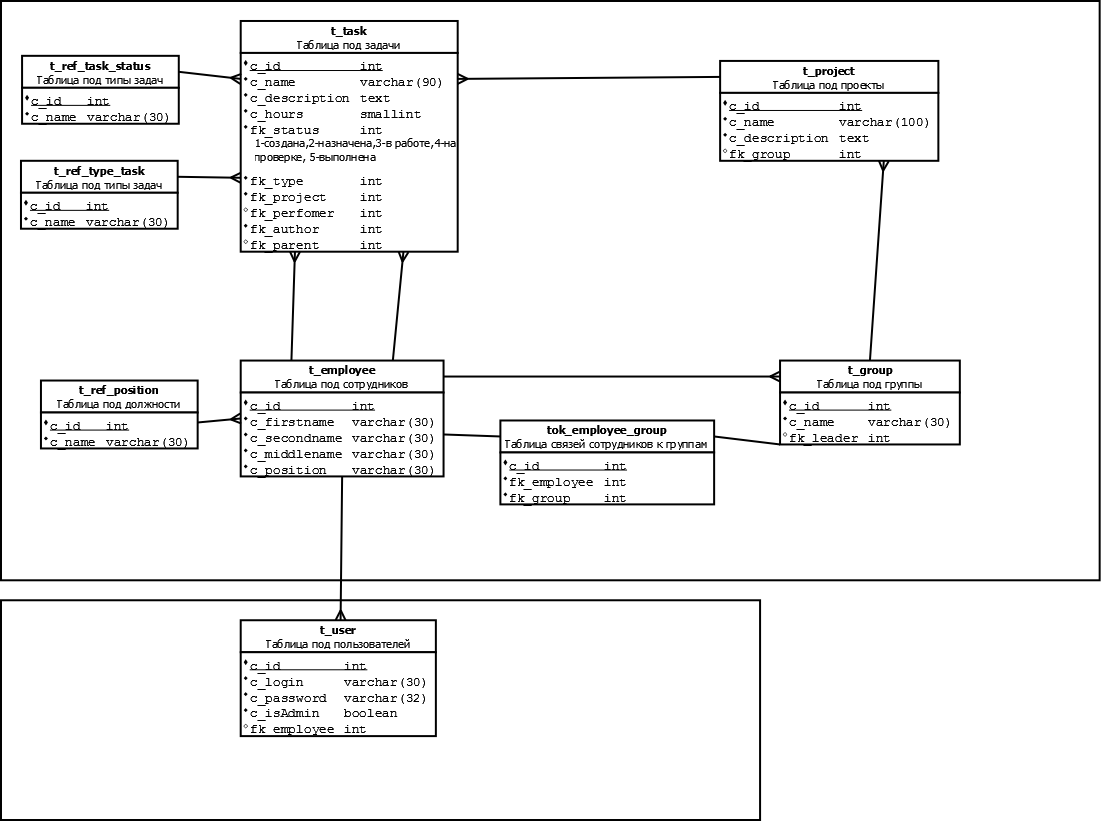 t_task
Таблица под задачи
c_id int
c_name varchar(90)
c_description text
c_hours smallint
fk_status int
1-создана,2-назначена,3-в работе,4-на
проверке, 5-выполнена
fk_type int
fk_project int
fk_perfomer int
fk_author int
fk_parent int
t_ref_task_status
Таблица под типы задач
c_id int
c_name varchar(30)
t_ref_type_task
Таблица под типы задач
c_id int
c_name varchar(30)
t_project
Таблица под проекты
c_id int
c_name varchar(100)
c_description text
fk_group int
t_ref_position
Таблица под должности
c_id int
c_name varchar(30)
t_employee
Таблица под сотрудников
c_id int
c_firstname varchar(30)
c_secondname varchar(30)
c_middlename varchar(30)
c_position varchar(30)
tok_employee_group
Таблица связей сотрудников к группам
c_id int
fk_employee int
fk_group int
t_group
Таблица под группы
c_id int
c_name varchar(30)
fk_leader int
t_user
Таблица под пользователей
c_id int
c_login varchar(30)
c_password varchar(32)
c_isAdmin boolean
fk_employee int